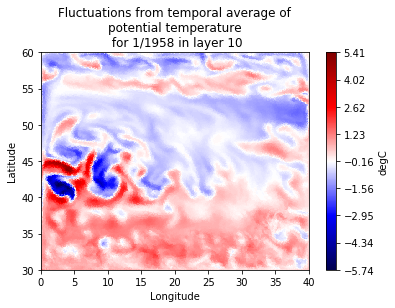 Fluctuations from temporal average of
potential temperature
for 1/1958 in layer 10
60
55
50
45
40
35
30
Latitude
0 5 10 15 20 25 30 35 40
Longitude
5.41
4.02
2.62
1.23
−0.16
−1.56
−2.95
−4.34
−5.74
degC